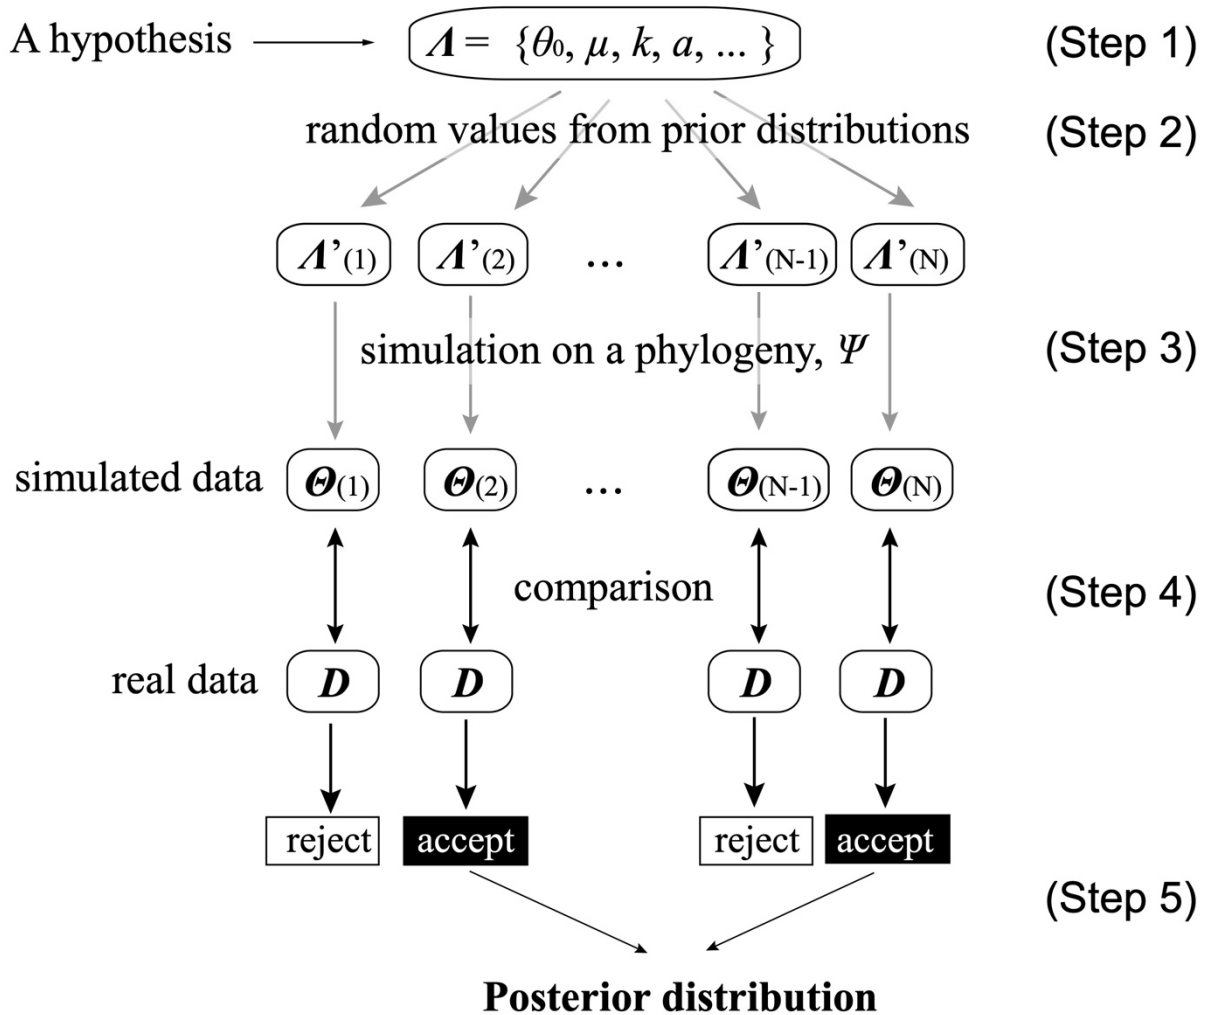 A hypothesis Λ = {θ₀, μ, k, a, ... } (Step 1)
random values from prior distributions (Step 2)
Λ’(1) Λ’(2) ... Λ’(N-1) Λ’(N)
simulation on a phylogeny, Ψ (Step 3)
simulated data Θ(1) Θ(2) ... Θ(N-1) Θ(N)
comparison (Step 4)
real data D D D D
reject accept reject accept
(Step 5)
Posterior distribution